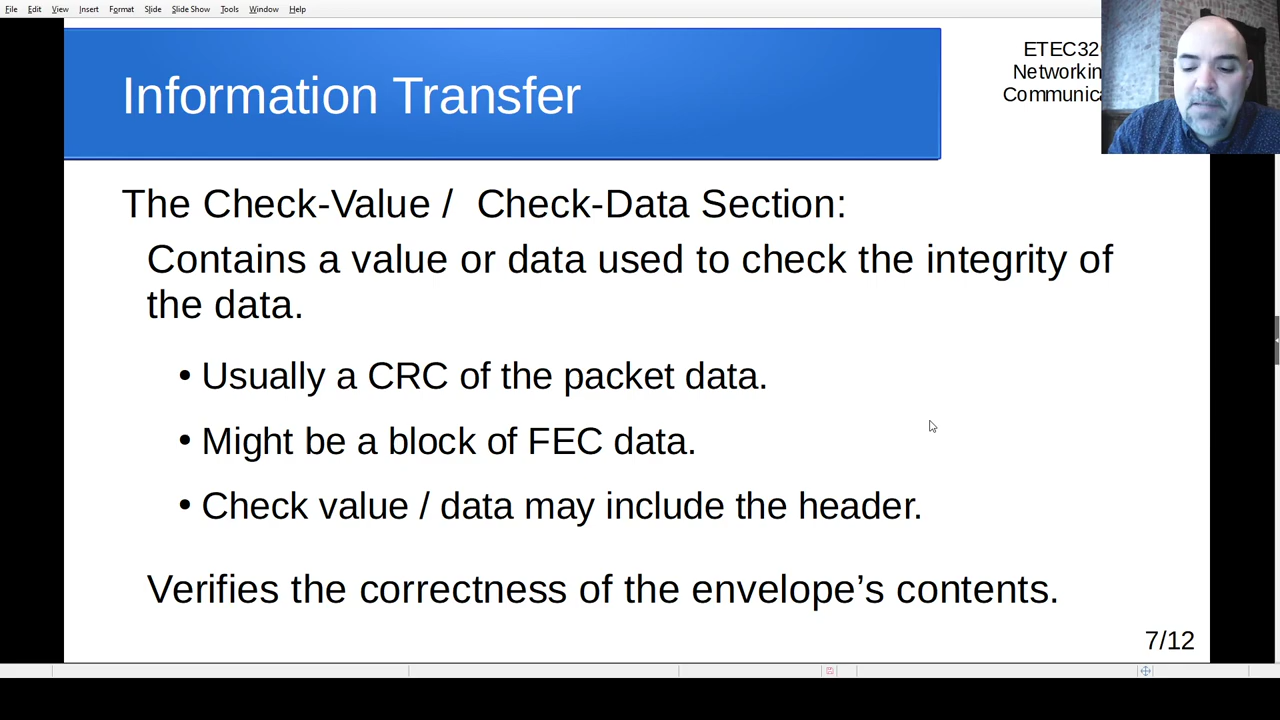 File Edit View Insert Format Slide Slide Show Tools Window Help
Information Transfer
ETEC32
The Check-Value / Check-Data Section:
Contains a value or data used to check the integrity of
the data.
• Usually a CRC of the packet data.
• Might be a block of FEC data.
• Check value / data may include the header.
Verifies the correctness of the envelope’s contents.
7/12